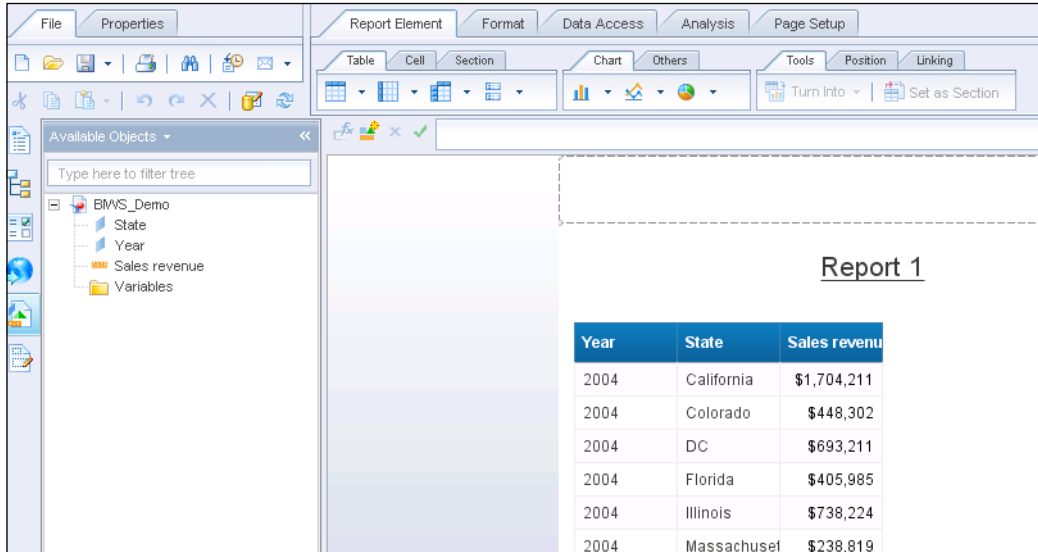 File Properties Report Element Format Data Access Analysis Page Setup
Table Cell Section Chart Others Tools Position Linking
Turn Into Set as Section
Available Objects
Type here to filter tree
BIWS_Demo
State
Year
Sales revenue
Variables
Report 1
Year State Sales revenu
2004 California $1,704,211
2004 Colorado $448,302
2004 DC $693,211
2004 Florida $405,985
2004 Illinois $738,224
2004 Massachuset $238,819